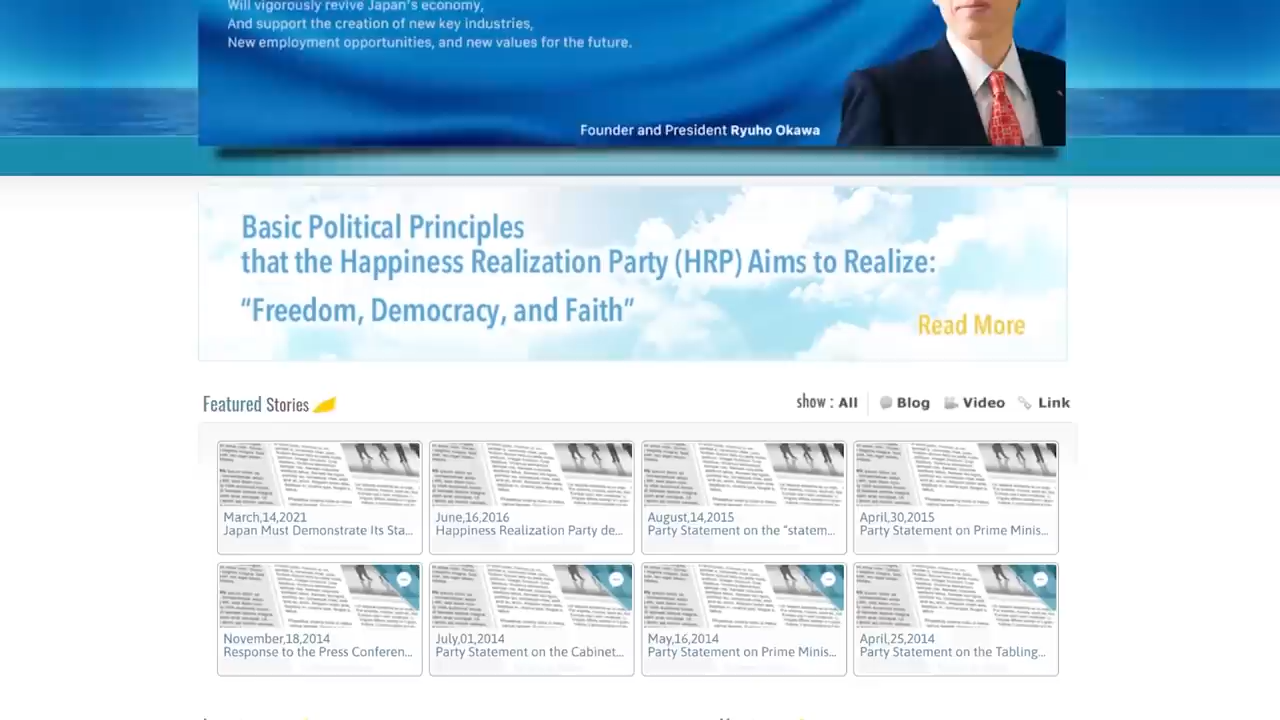 Will vigorously revive Japan's economy,
And support the creation of new key industries,
New employment opportunities, and new values for the future.
Founder and President Ryuho Okawa
Basic Political Principles
that the Happiness Realization Party (HRP) Aims to Realize:
“Freedom, Democracy, and Faith”
Read More
Featured Stories
show : All Blog Video Link
March,14,2021
Japan Must Demonstrate Its Sta...
June,16,2016
Happiness Realization Party de...
August,14,2015
Party Statement on the “statem...
April,30,2015
Party Statement on Prime Minis...
November,18,2014
Response to the Press Conferen...
July,01,2014
Party Statement on the Cabinet...
May,16,2014
Party Statement on Prime Minis...
April,25,2014
Party Statement on the Tabling...